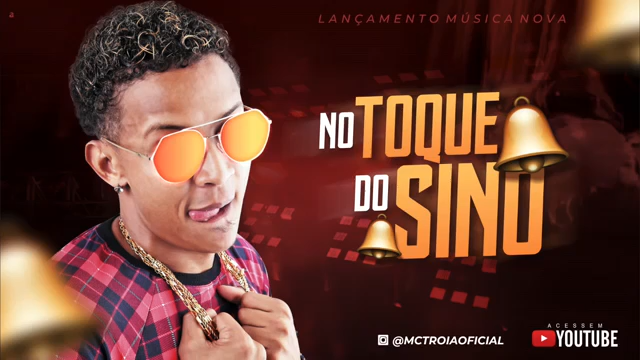 LANÇAMENTO MÚSICA NOVA
NO TOQUE
DO SINO
@MCTROIAOFICIAL
ACESSEM
YOUTUBE